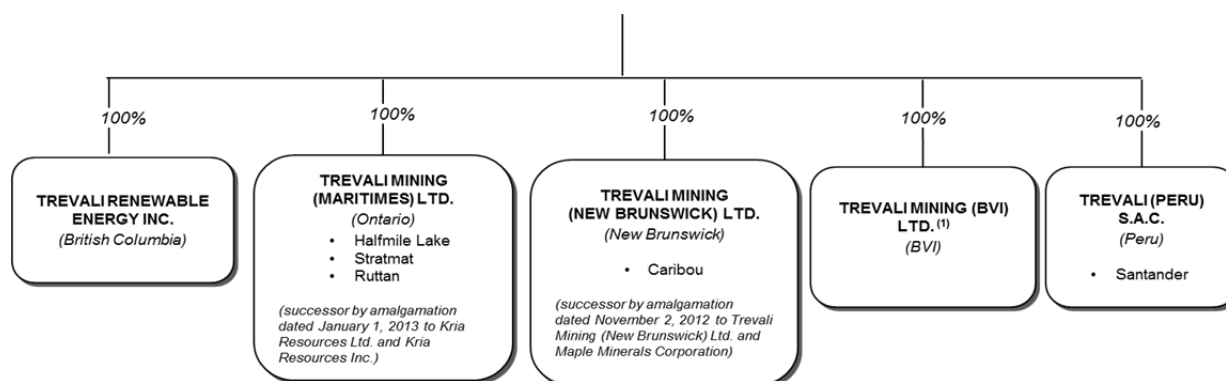 100%
100%
100%
100%
100%
TREVALI RENEWABLE
ENERGY INC.
(British Columbia)
TREVALI MINING
(MARITIMES) LTD.
(Ontario)
• Halfmile Lake
• Stratmat
• Ruttan
(successor by amalgamation
dated January 1, 2013 to Kria
Resources Ltd. and Kria
Resources Inc.)
TREVALI MINING
(NEW BRUNSWICK) LTD.
(New Brunswick)
• Caribou
(successor by amalgamation
dated November 2, 2012 to Trevali
Mining (New Brunswick) Ltd. and
Maple Minerals Corporation)
TREVALI MINING (BVI)
LTD. (1)
(BVI)
TREVALI (PERU)
S.A.C.
(Peru)
• Santander